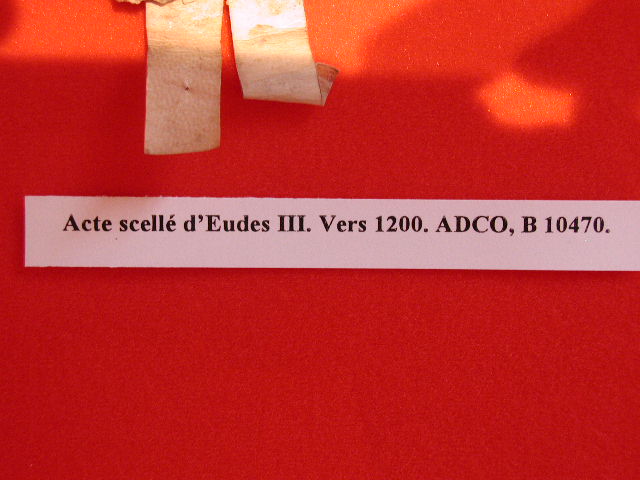 Acte scellé d’Eudes III. Vers 1200. ADCO, B 10470.